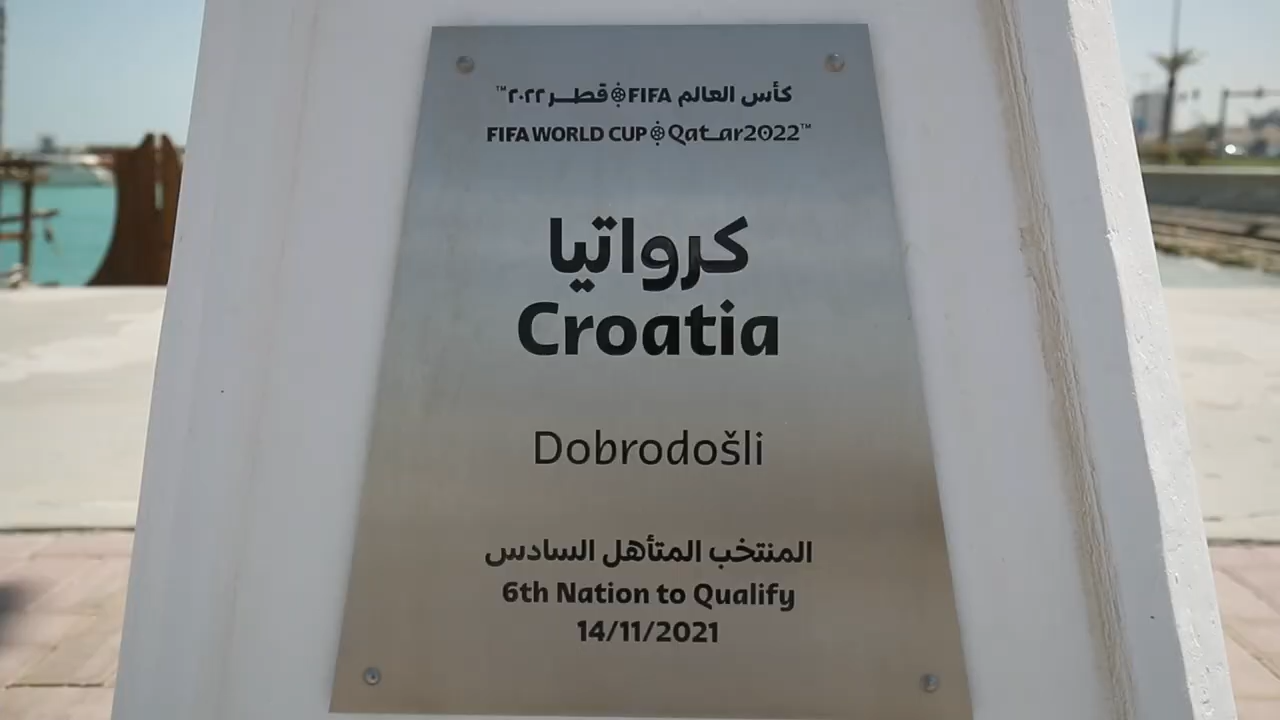 كأس العالم FIFA قطر ٢٠٢٢™
FIFA WORLD CUP Qatar2022™
كرواتيا
Croatia
Dobrodošli
المنتخب المتأهل السادس
6th Nation to Qualify
14/11/2021